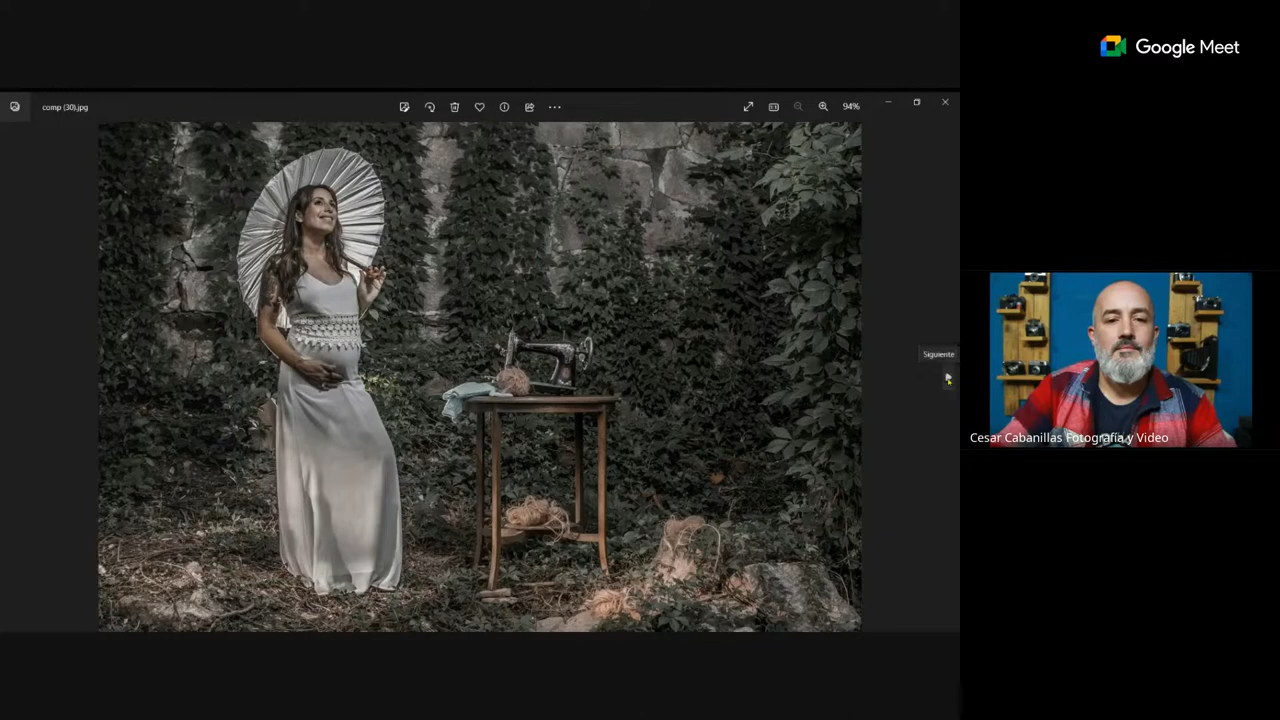 Google Meet
comp (30).jpg
94%
Siguiente
Cesar Cabanillas Fotografía y Video